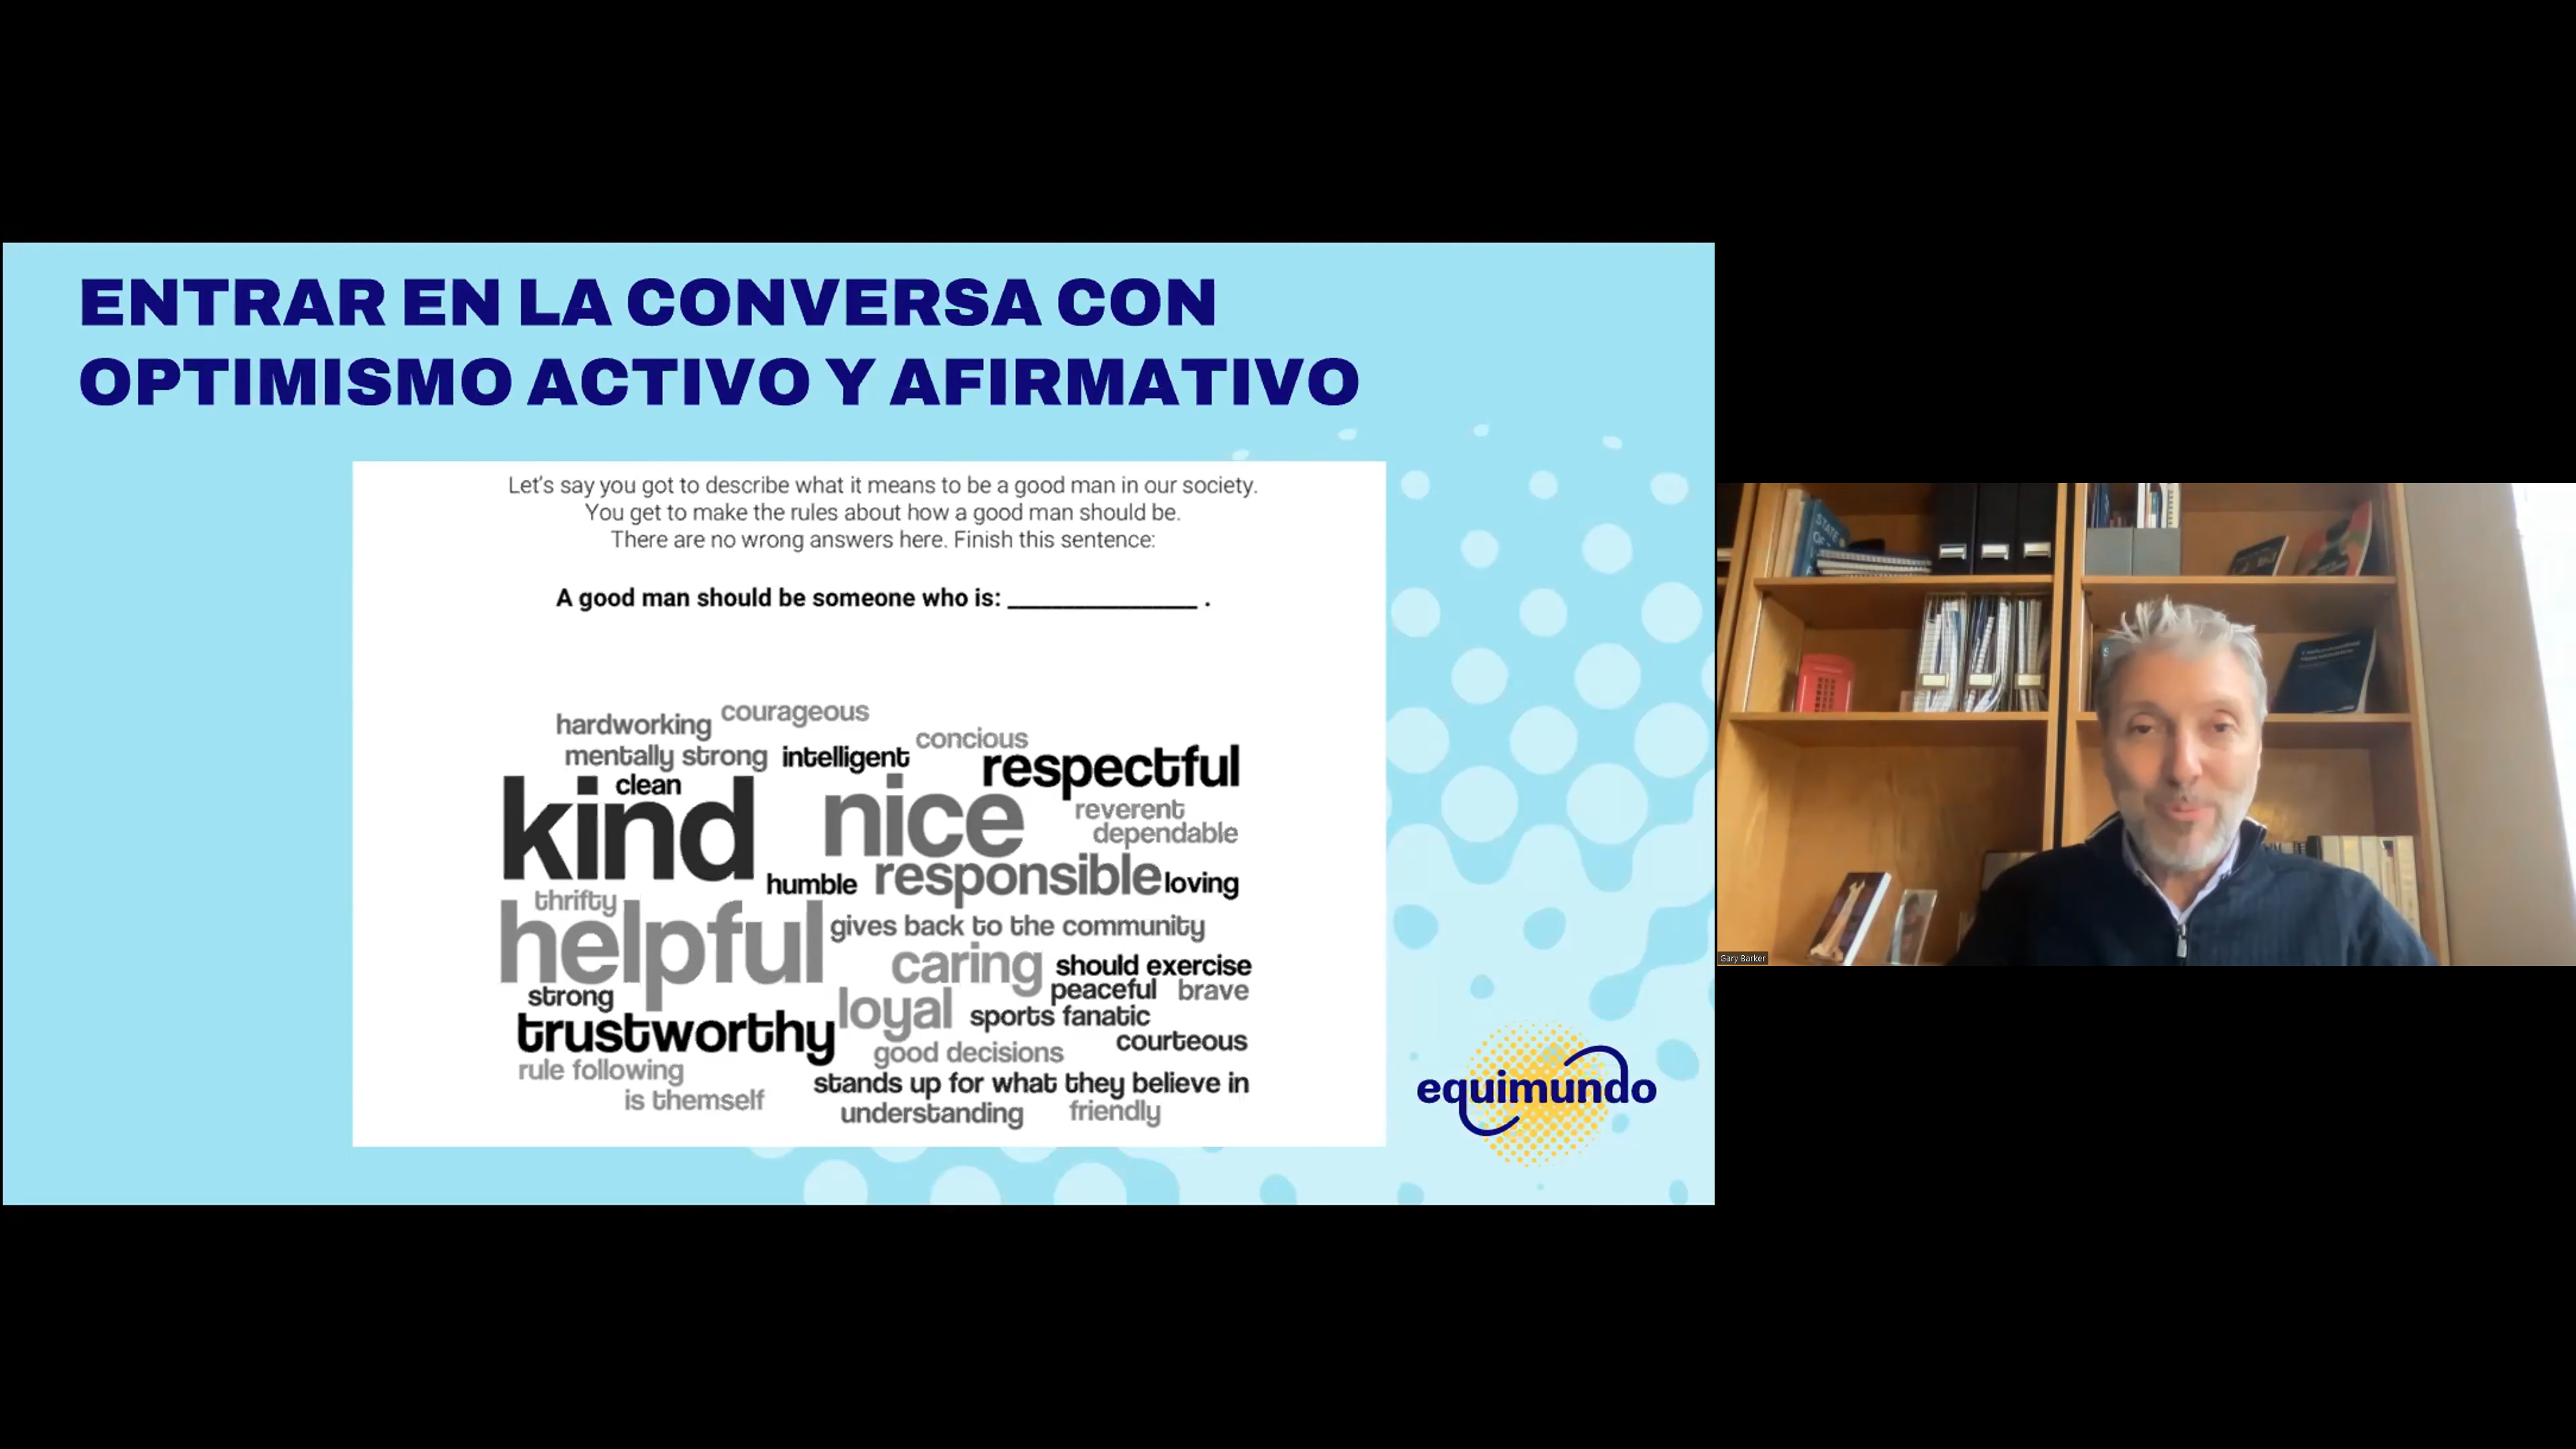 ENTRAR EN LA CONVERSA CON
OPTIMISMO ACTIVO Y AFIRMATIVO
Let's say you got to describe what it means to be a good man in our society.
You get to make the rules about how a good man should be.
There are no wrong answers here. Finish this sentence:
A good man should be someone who is: ______________ .
hardworking
courageous
mentally strong
intelligent
concious
respectful
clean
kind
nice
reverent
dependable
humble
responsible
loving
thrifty
helpful
gives back to the community
caring
should exercise
strong
peaceful
brave
loyal
sports fanatic
trustworthy
courteous
good decisions
rule following
stands up for what they believe in
is themself
understanding
friendly
equimundo
STATE
OF
Gary Barker